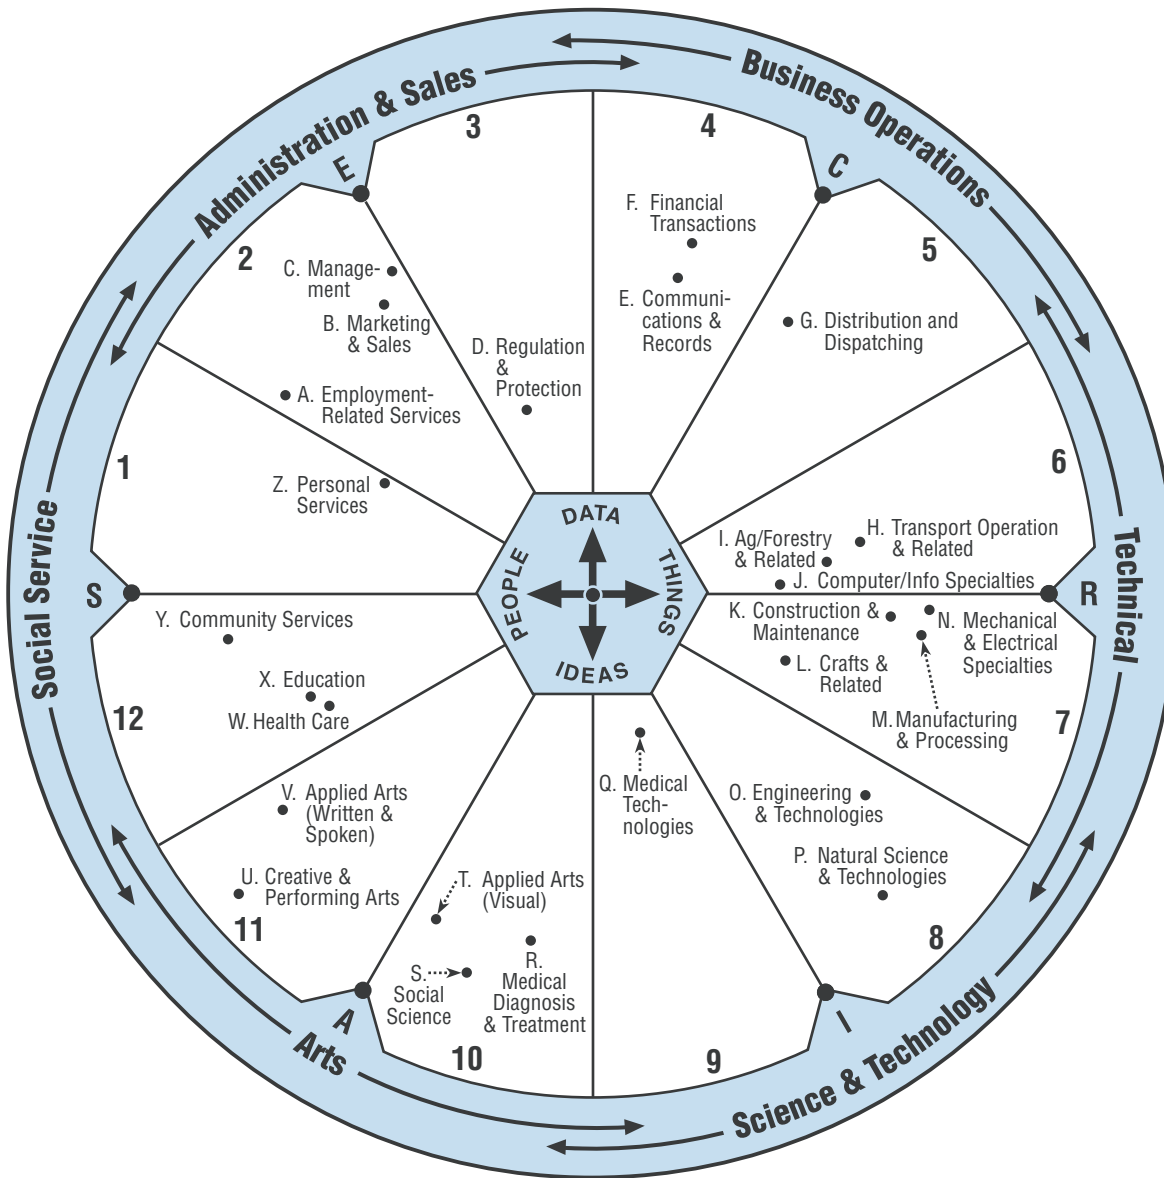 Administration & Sales
Business Operations
Technical
Science & Technology
Arts
Social Service
E
C
R
I
A
S
1
2
3
4
5
6
7
8
9
10
11
12
DATA
THINGS
IDEAS
PEOPLE
C. Manage-
ment
B. Marketing
& Sales
A. Employment-
Related Services
Z. Personal
Services
D. Regulation
&
Protection
F. Financial
Transactions
E. Communi-
cations &
Records
G. Distribution and
Dispatching
H. Transport Operation
& Related
I. Ag/Forestry
& Related
J. Computer/Info Specialties
K. Construction &
Maintenance
L. Crafts &
Related
N. Mechanical
& Electrical
Specialties
M. Manufacturing
& Processing
O. Engineering
& Technologies
P. Natural Science
& Technologies
Q. Medical
Tech-
nologies
R.
Medical
Diagnosis
& Treatment
S.
Social
Science
T. Applied Arts
(Visual)
U. Creative &
Performing Arts
V. Applied Arts
(Written &
Spoken)
W. Health Care
X. Education
Y. Community Services